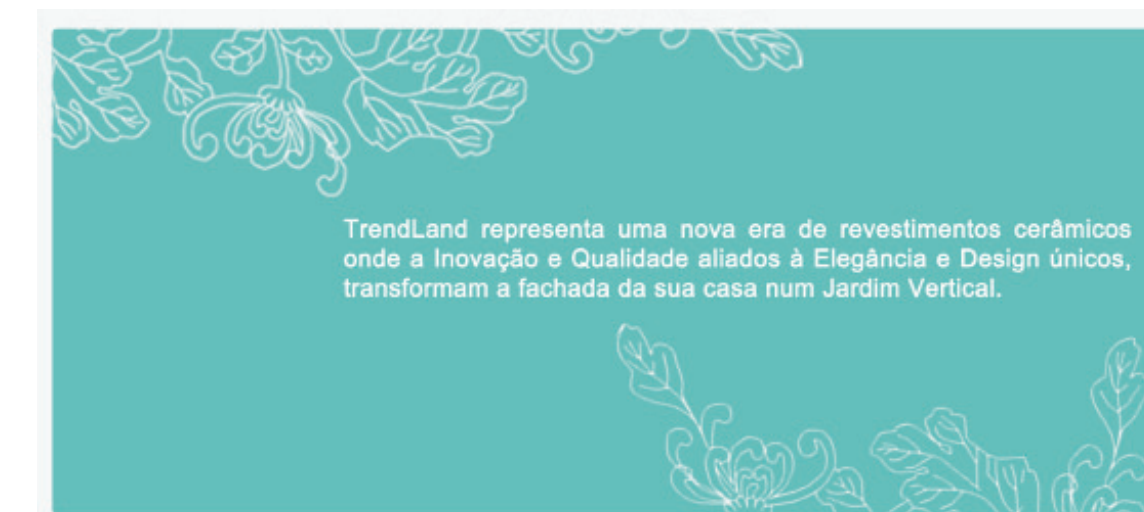 TrendLand representa uma nova era de revestimentos cerâmicos
onde a Inovação e Qualidade aliados à Elegância e Design únicos,
transformam a fachada da sua casa num Jardim Vertical.